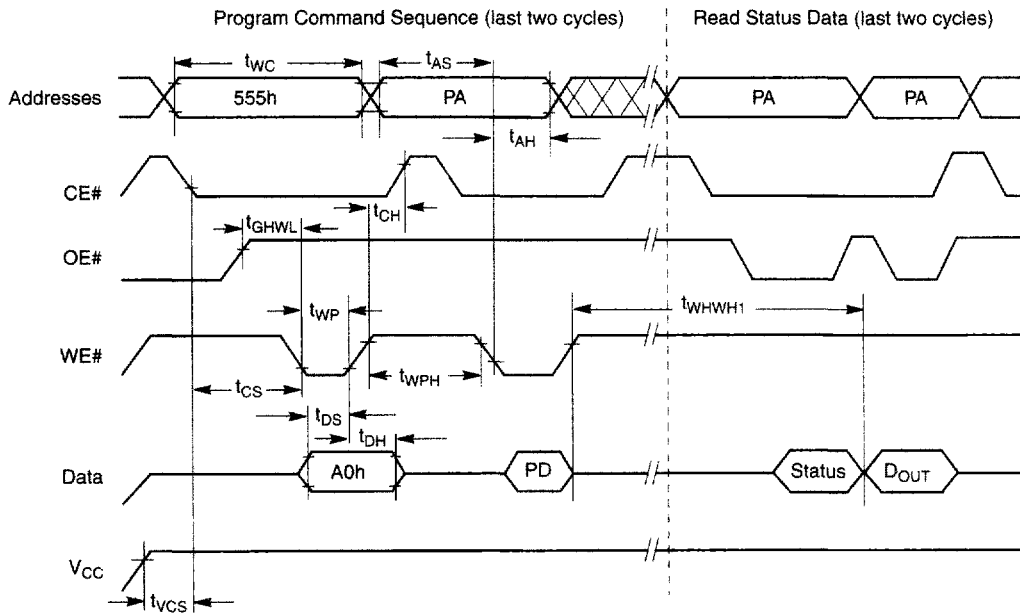 Program Command Sequence (last two cycles)
Read Status Data (last two cycles)
tWC
tAS
Addresses
555h
PA
PA
PA
tAH
CE#
tCH
tGHWL
OE#
tWP
tWHWH1
WE#
tWPH
tCS
tDS
tDH
Data
A0h
PD
Status
DOUT
VCC
tVCS